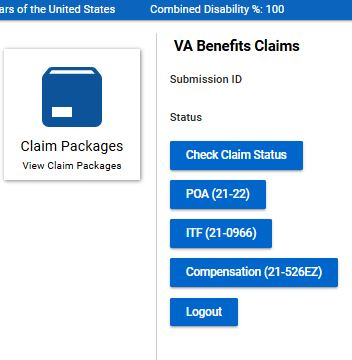 of the United States
Combined Disability %: 100
VA Benefits Claims
Submission ID
Claim Packages
View Claim Packages
Status
Check Claim Status
POA (21-22)
ITF (21-0966)
Compensation (21-526EZ)
Logout